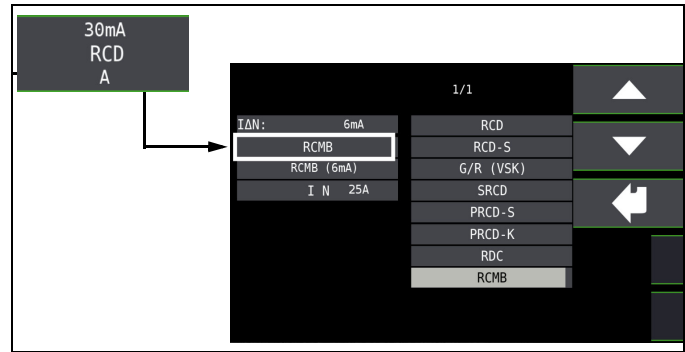 30mA
RCD
A
1/1
IΔN: 6mA
RCMB
RCMB (6mA)
I N 25A
RCD
RCD-S
G/R (VSK)
SRCD
PRCD-S
PRCD-K
RDC
RCMB